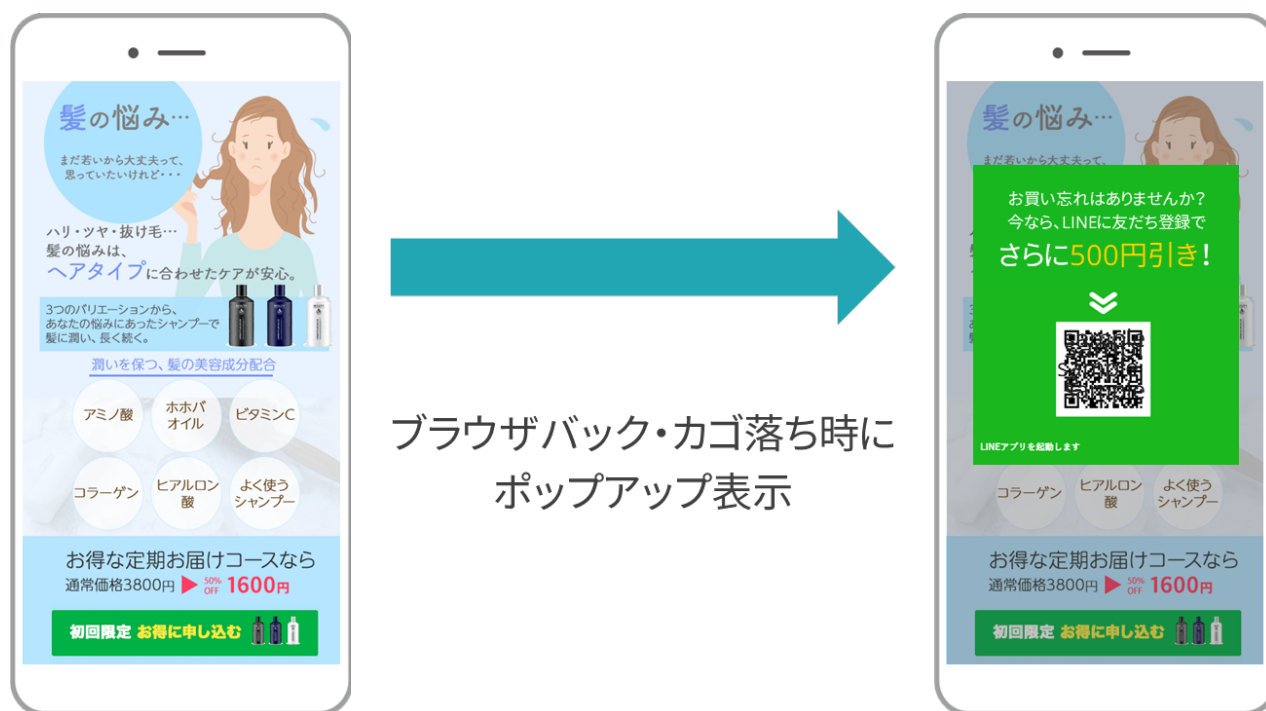 髪の悩み…
まだ若いから大丈夫って、
思っていたいけれど・・・
ハリ・ツヤ・抜け毛…
髪の悩みは、
ヘアタイプに合わせたケアが安心。
3つのバリエーションから、
あなたの悩みにあったシャンプーで
髪に潤い、長く続く。
潤いを保つ、髪の美容成分配合
アミノ酸
ホホバ
オイル
ビタミンC
コラーゲン
ヒアルロン
酸
よく使う
シャンプー
お得な定期お届けコースなら
通常価格3800円 ▶ 50% OFF 1600円
初回限定 お得に申し込む
ブラウザバック・カゴ落ち時に
ポップアップ表示
髪の悩み…
まだ若いから大丈夫って、
お買い忘れはありませんか？
今なら、LINEに友だち登録で
さらに500円引き！
LINEアプリを起動します
コラーゲン
ヒアルロン
酸
よく使う
シャンプー
お得な定期お届けコースなら
通常価格3800円 ▶ 50% OFF 1600円
初回限定 お得に申し込む